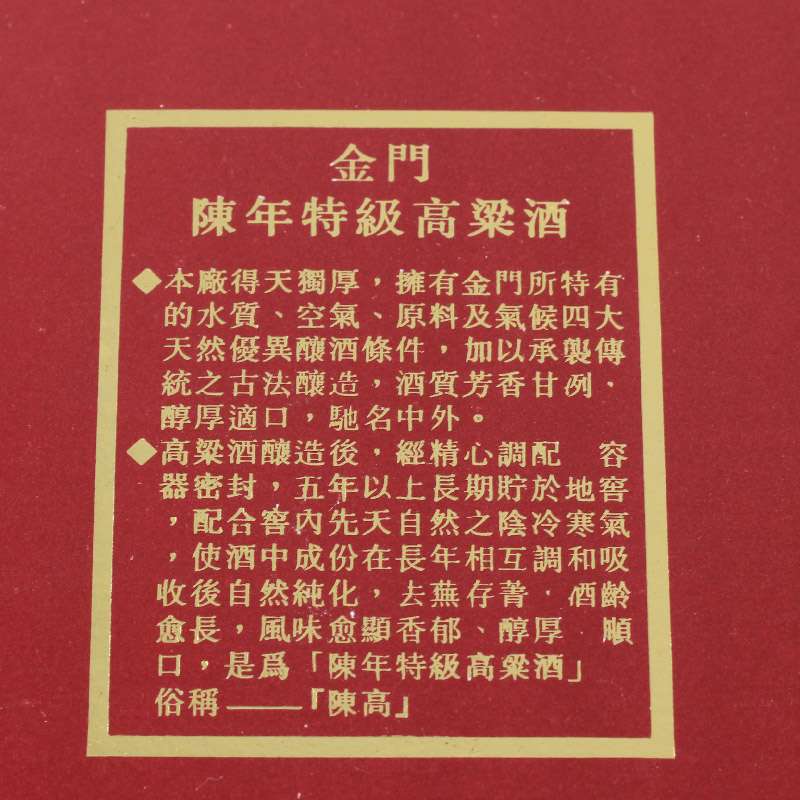 金門
陳年特級高粱酒
◆本廠得天獨厚，擁有金門所特有
的水質、空氣、原料及氣候四大
天然優異釀酒條件，加以承襲傳
統之古法釀造，酒質芳香甘例．
醇厚適口，馳名中外。
◆高粱酒釀造後，經精心調配　容
器密封，五年以上長期貯於地窖
，配合窖內先天自然之陰冷寒氣
，使酒中成份在長年相互調和吸
收後自然純化，去蕪存菁．酒齡
愈長，風味愈顯香郁、醇厚　順
口，是爲「陳年特級高粱酒」
俗稱——『陳高』